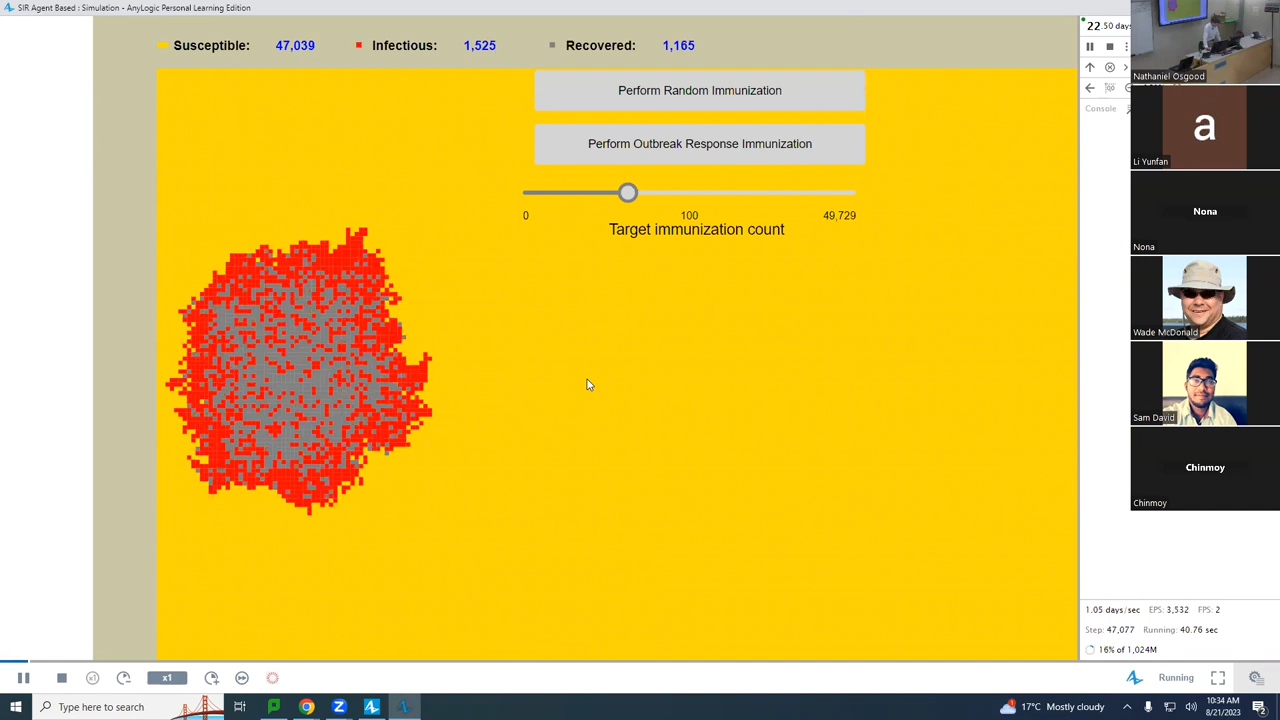 SIR Agent Based : Simulation - AnyLogic Personal Learning Edition
Susceptible: 47,039 Infectious: 1,525 Recovered: 1,165
22.50 days
Perform Random Immunization
Perform Outbreak Response Immunization
0 100 49,729
Target immunization count
Console
Nathaniel Osgood
a
Li Yunfan
Nona
Nona
Wade McDonald
Sam David
Chinmoy
Chinmoy
1.05 days/sec EPS: 3,532 FPS: 2
Step: 47,077 Running: 40.76 sec
16% of 1,024M
x1
Running
Type here to search
17°C Mostly cloudy
10:34 AM
8/21/2023
2